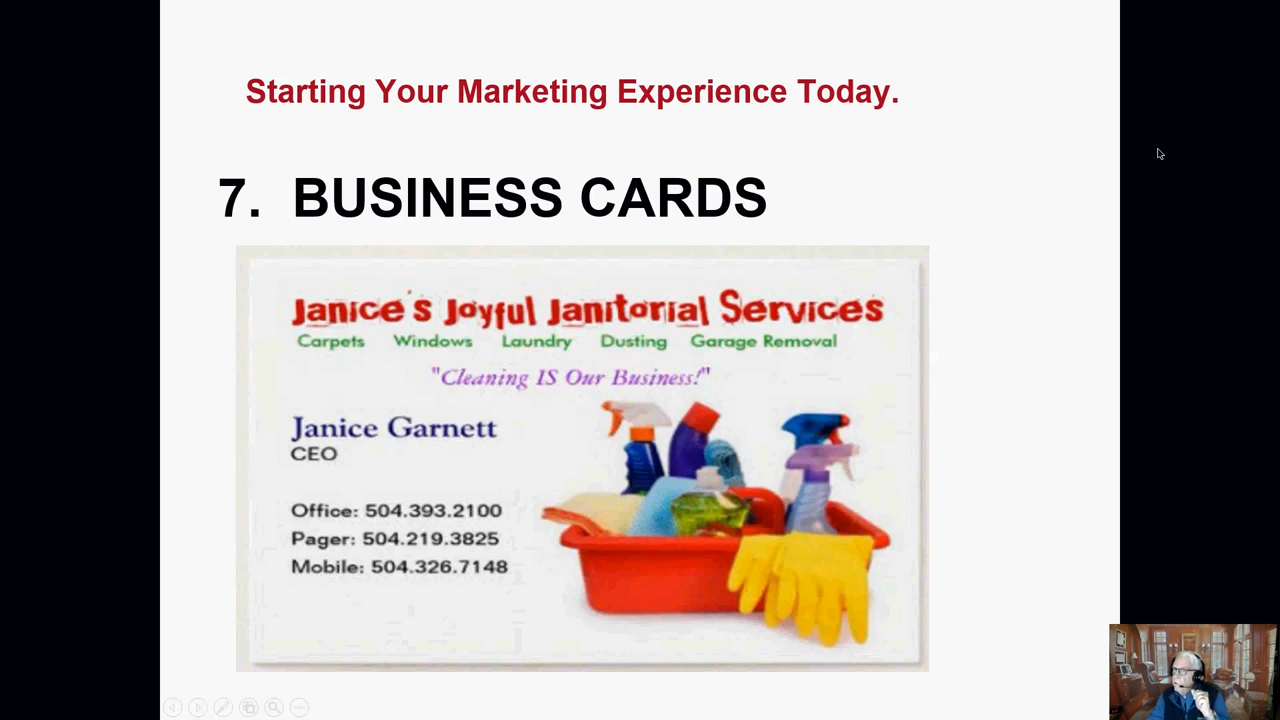 Starting Your Marketing Experience Today.
7. BUSINESS CARDS
Janice's Joyful Janitorial Services
Carpets Windows Laundry Dusting Garage Removal
"Cleaning IS Our Business!"
Janice Garnett
CEO
Office: 504.393.2100
Pager: 504.219.3825
Mobile: 504.326.7148